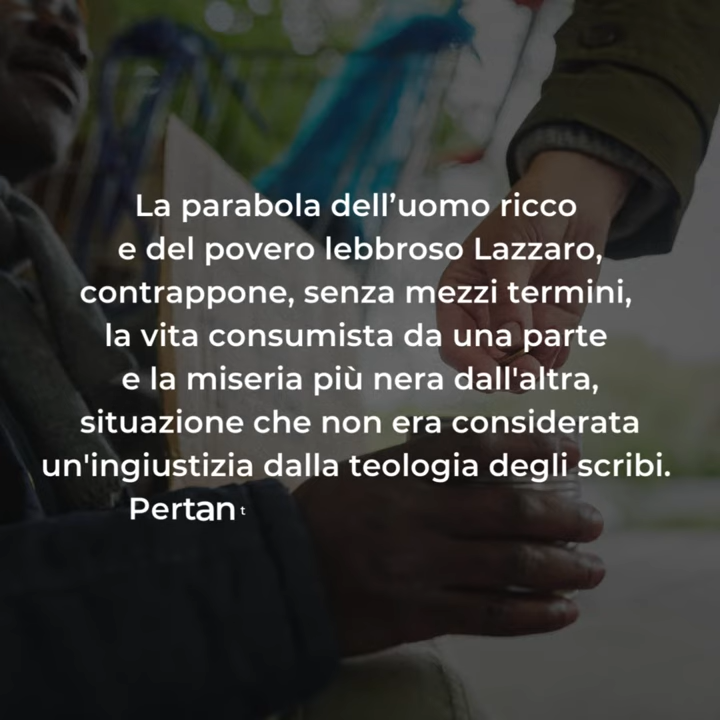 La parabola dell’uomo ricco
e del povero lebbroso Lazzaro,
contrappone, senza mezzi termini,
la vita consumista da una parte
e la miseria più nera dall'altra,
situazione che non era considerata
un'ingiustizia dalla teologia degli scribi.
Pertant